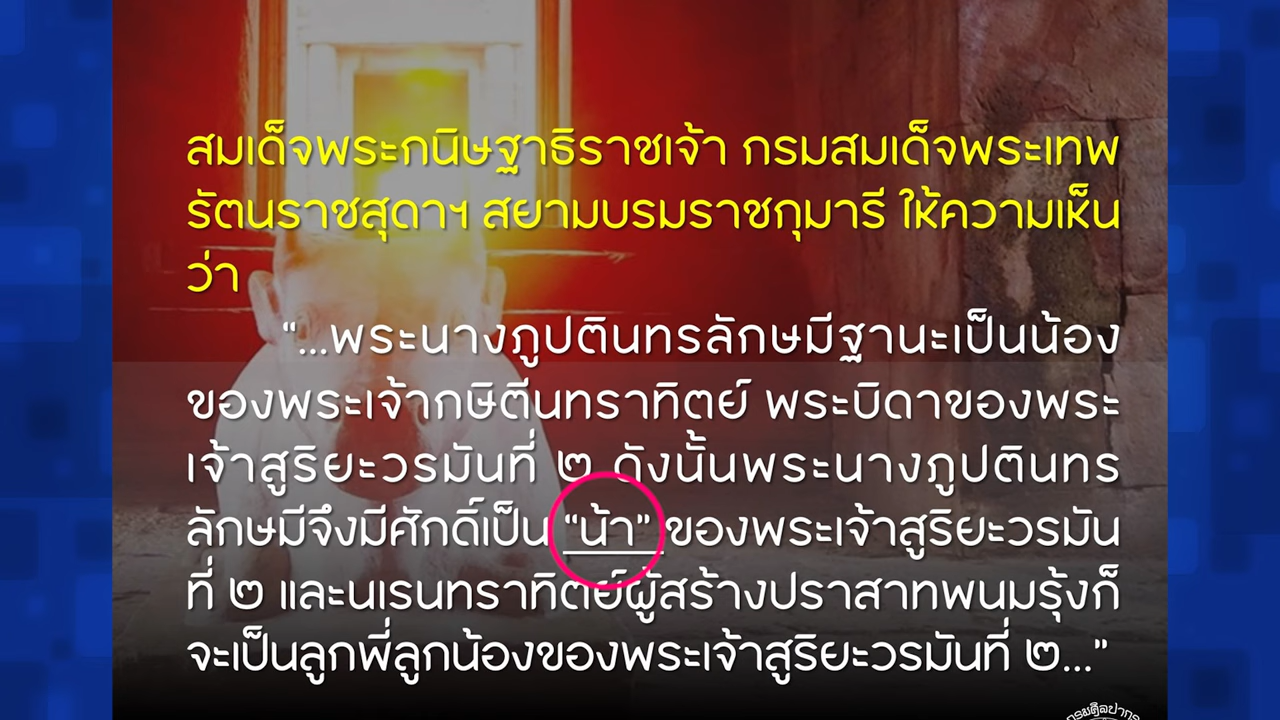 สมเด็จพระกนิษฐาธิราชเจ้า กรมสมเด็จพระเทพ
รัตนราชสุดาฯ สยามบรมราชกุมารี ให้ความเห็น
ว่า
“...พระนางภูปตินทรลักษมีฐานะเป็นน้อง
ของพระเจ้ากษิตีนทราทิตย์ พระบิดาของพระ
เจ้าสูริยะวรมันที่ ๒ ดังนั้นพระนางภูปตินทร
ลักษมีจึงมีศักดิ์เป็น “น้า” ของพระเจ้าสูริยะวรมัน
ที่ ๒ และนเรนทราทิตย์ผู้สร้างปราสาทพนมรุ้งก็
จะเป็นลูกพี่ลูกน้องของพระเจ้าสูริยะวรมันที่ ๒...”
กรมศิลปากร